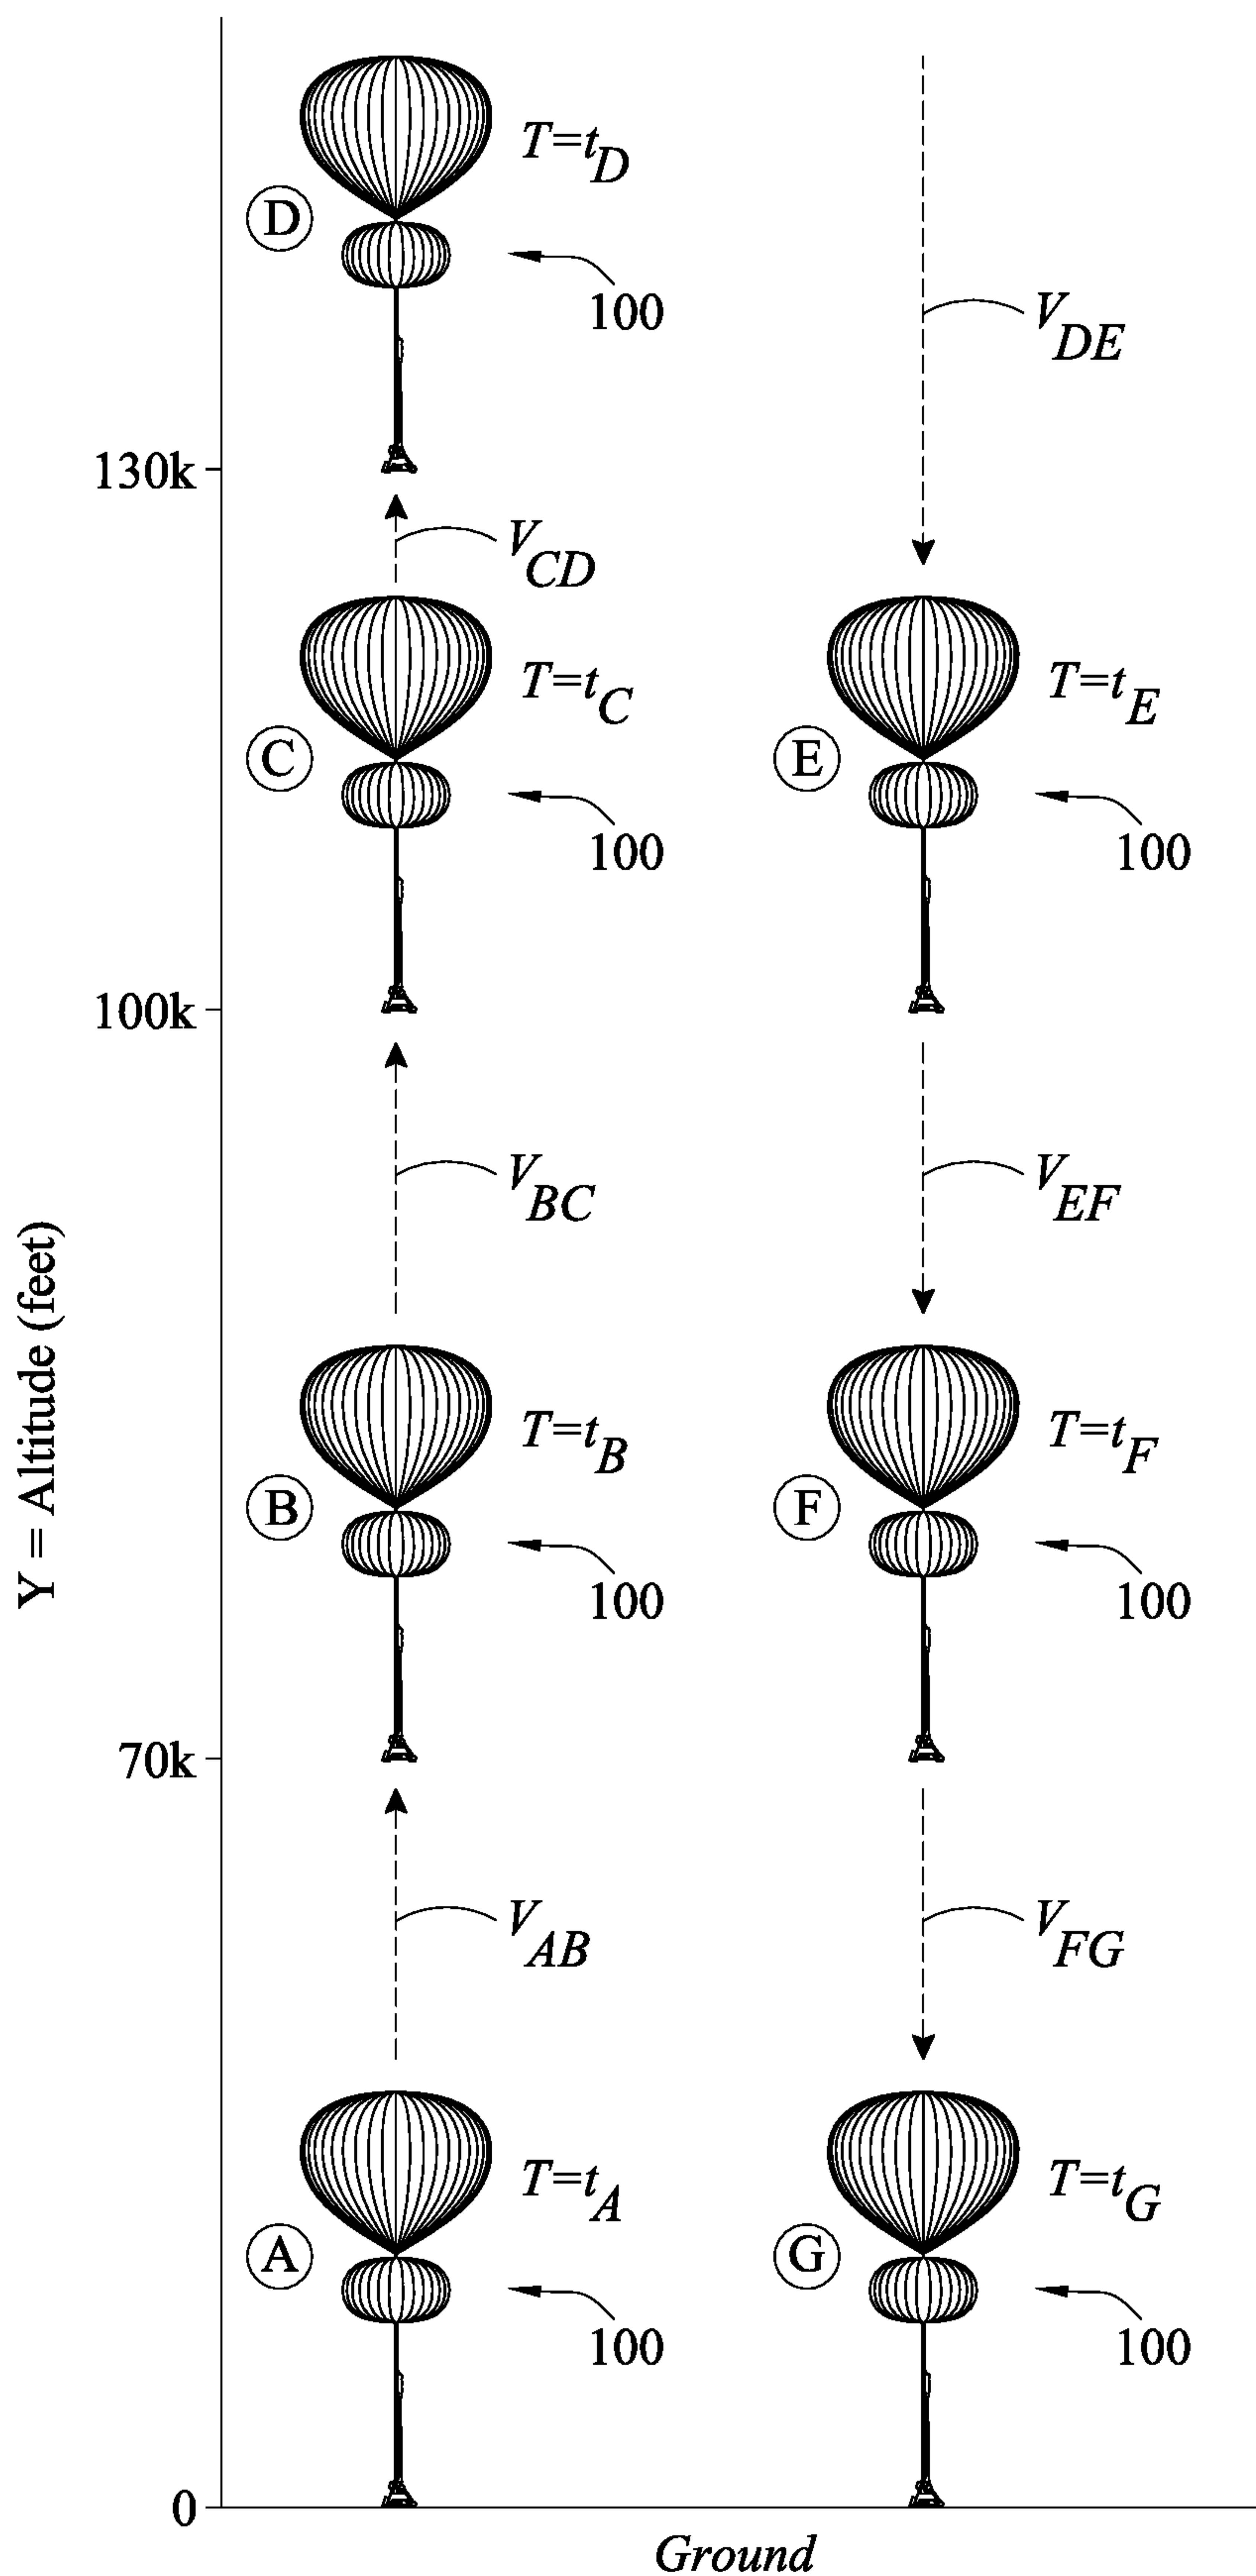 T=tD
D
100
VDE
130k
VCD
T=tC
T=tE
C
E
100
100
100k
VBC
VEF
Y = Altitude (feet)
T=tB
T=tF
B
F
100
100
70k
VAB
VFG
T=tA
T=tG
A
G
100
100
0
Ground